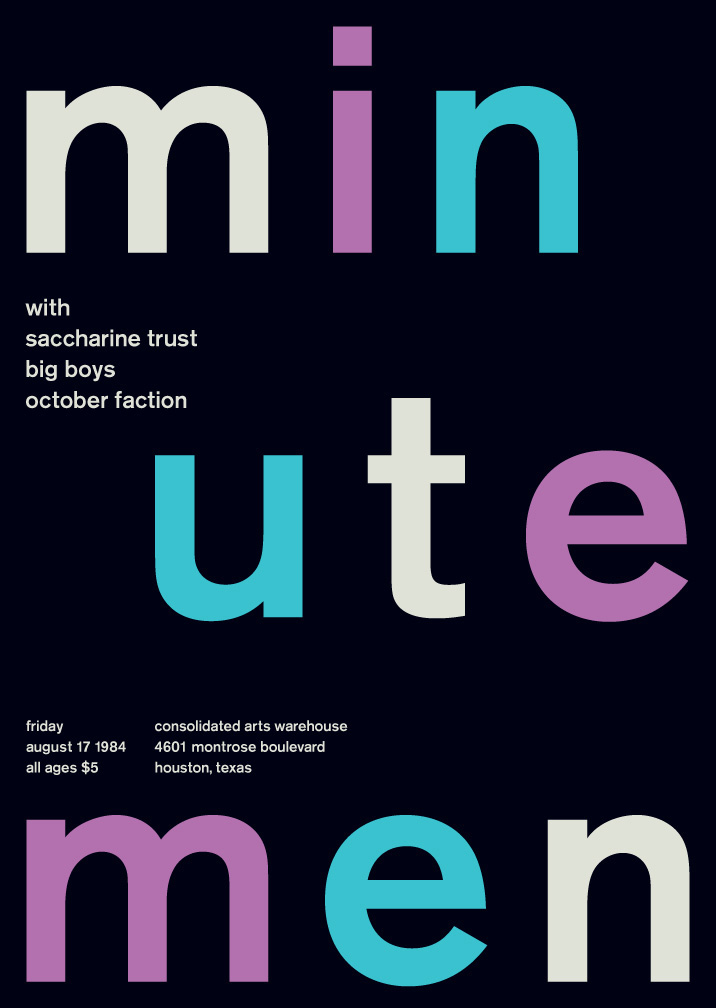 min
with
saccharine trust
big boys
october faction
ute
friday
august 17 1984
all ages $5
consolidated arts warehouse
4601 montrose boulevard
houston, texas
men